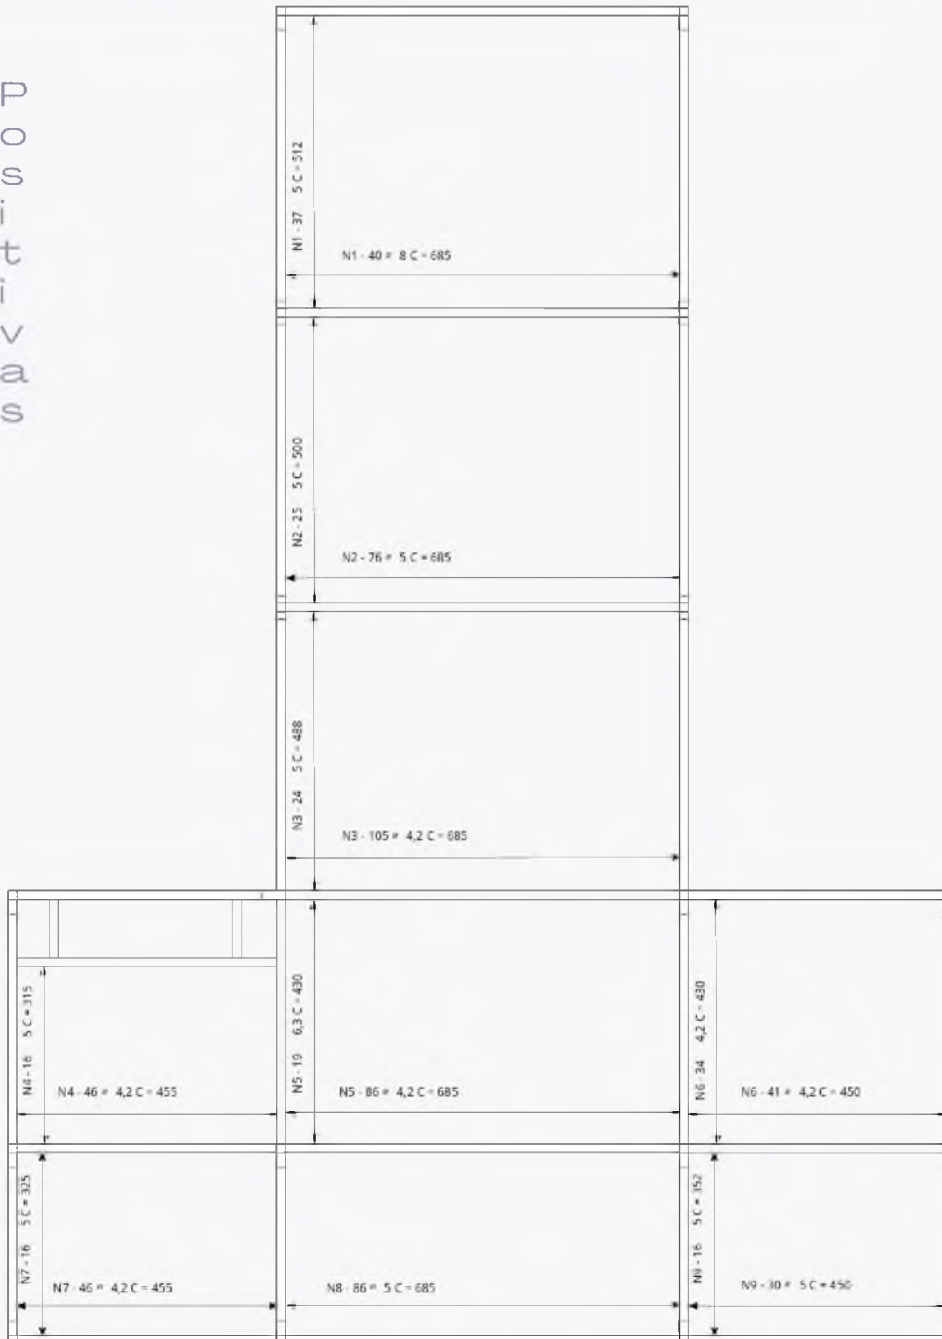 Positivas
N1 - 37 5 C = 512
N1 - 40 ø 8 C = 685
N2 - 25 5 C = 500
N2 - 76 ø 5 C = 685
N3 - 24 5 C = 488
N3 - 105 ø 4,2 C = 685
N4 - 16 5 C = 315
N4 - 46 ø 4,2 C = 455
N5 - 19 6,3 C = 430
N5 - 86 ø 4,2 C = 685
N6 - 34 4,2 C = 430
N6 - 41 ø 4,2 C = 450
N7 - 16 5 C = 325
N7 - 46 ø 4,2 C = 455
N8 - 86 ø 5 C = 685
N9 - 16 5 C = 352
N9 - 30 ø 5 C = 450